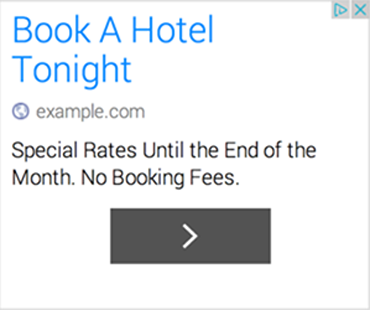 Book A Hotel
Tonight
example.com
Special Rates Until the End of the
Month. No Booking Fees.